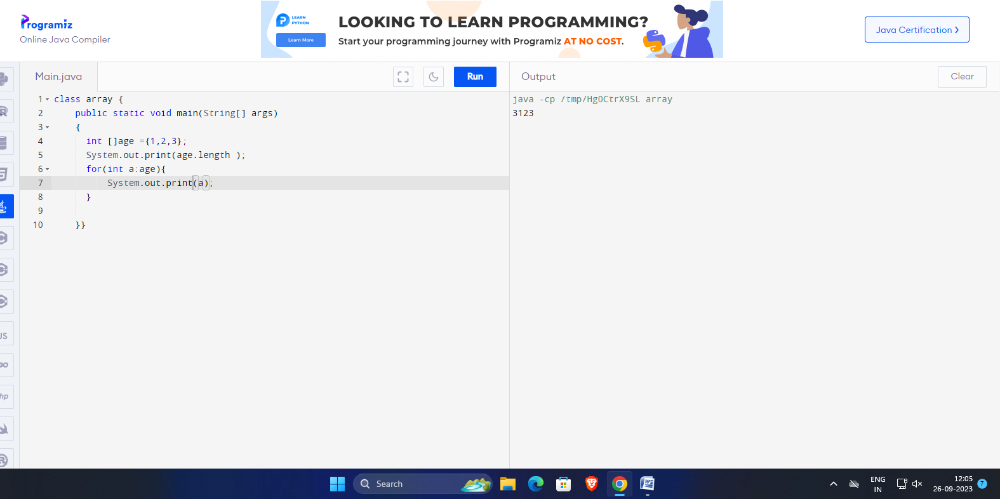 Programiz
Online Java Compiler
LEARN
PYTHON
Learn More
LOOKING TO LEARN PROGRAMMING?
Start your programming journey with Programiz AT NO COST.
Java Certification
Main.java
Run
Output
Clear
1 class array {
2 public static void main(String[] args)
3 {
4 int []age ={1,2,3};
5 System.out.print(age.length );
6 for(int a:age){
7 System.out.print(a);
8 }
9
10 }}
java -cp /tmp/HgOCtrX9SL array
3123
JS
GO
hp
Search
ENG
IN
12:05
26-09-2023
7